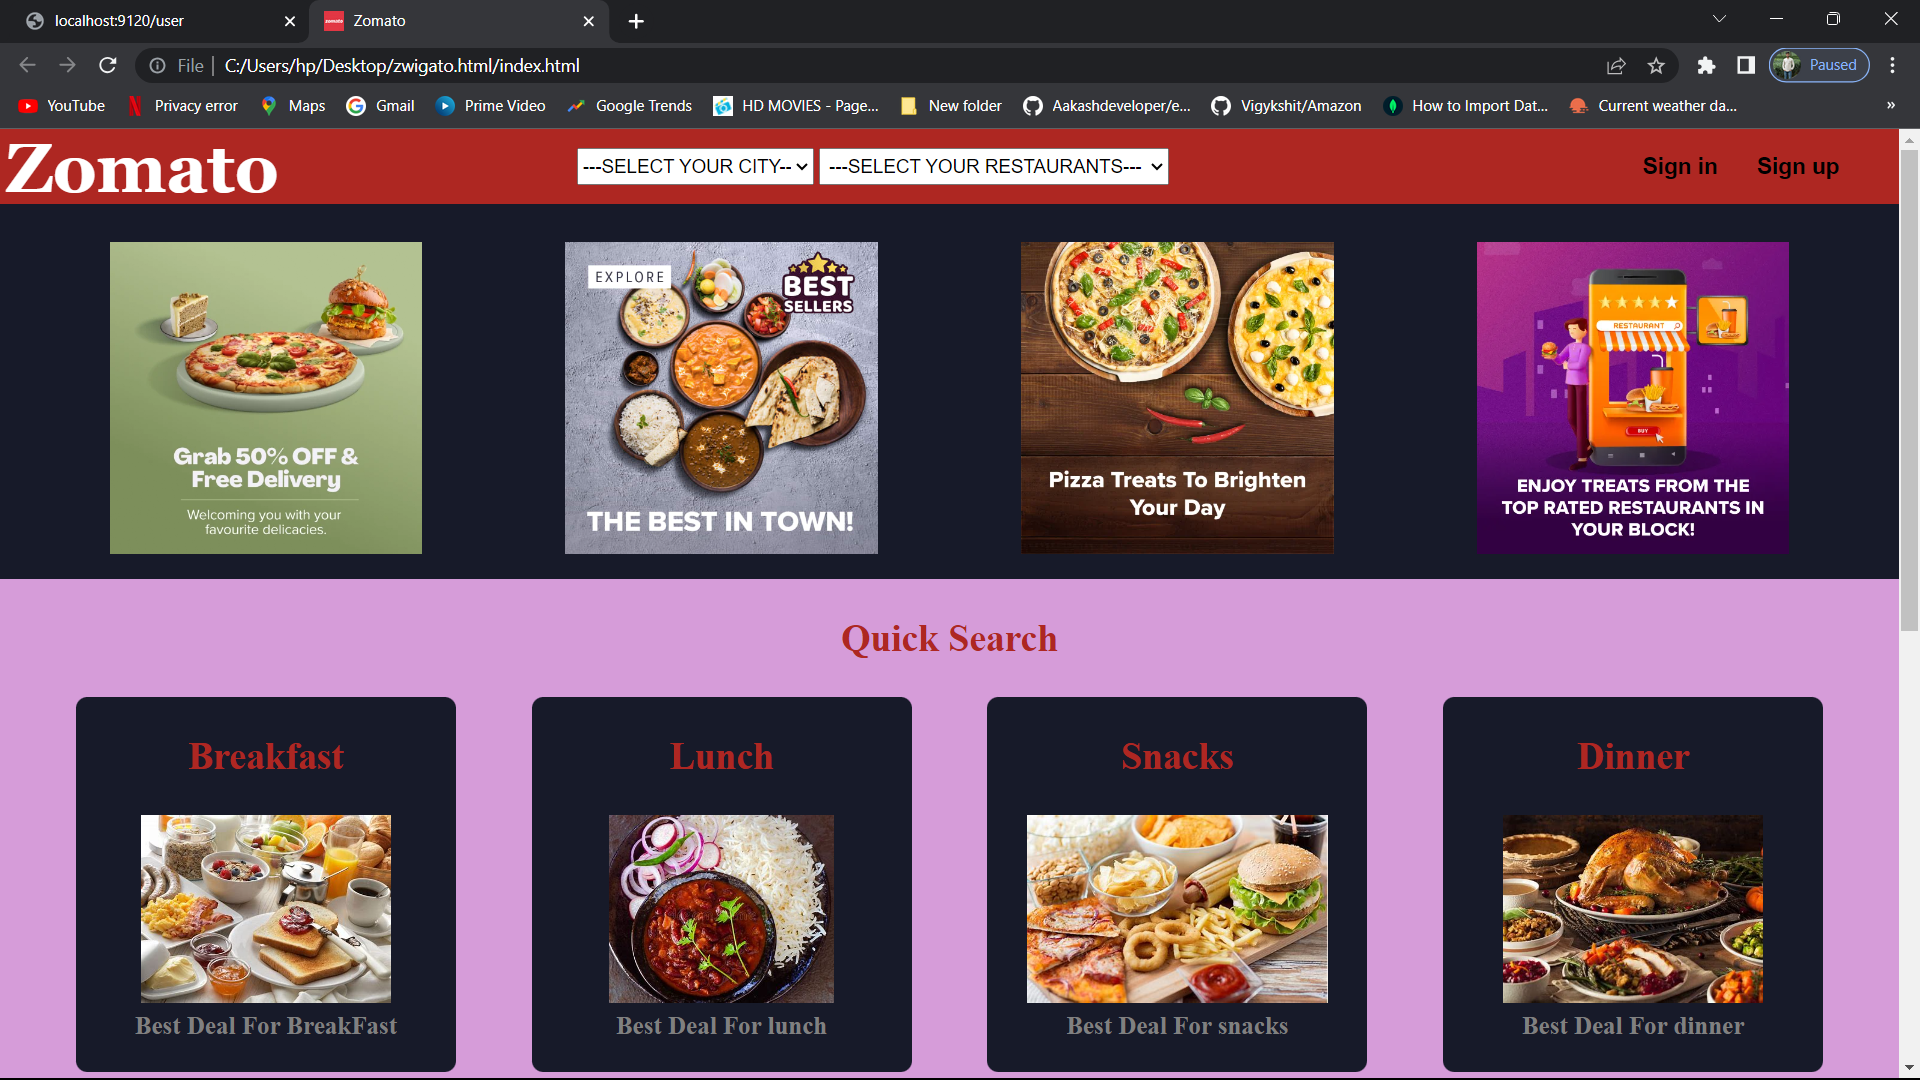 localhost:9120/user
Zomato
File
C:/Users/hp/Desktop/zwigato.html/index.html
Paused
YouTube
Privacy error
Maps
Gmail
Prime Video
Google Trends
HD MOVIES - Page...
New folder
Aakashdeveloper/e...
Vigykshit/Amazon
How to Import Dat...
Current weather da...
»
Zomato
---SELECT YOUR CITY--
---SELECT YOUR RESTAURANTS---
Sign in
Sign up
Grab 50% OFF &
Free Delivery
Welcoming you with your
favourite delicacies.
EXPLORE
BEST
SELLERS
THE BEST IN TOWN!
Pizza Treats To Brighten
Your Day
RESTAURANT
BUY
ENJOY TREATS FROM THE
TOP RATED RESTAURANTS IN
YOUR BLOCK!
Quick Search
Breakfast
Lunch
Snacks
Dinner
Best Deal For BreakFast
Best Deal For lunch
Best Deal For snacks
Best Deal For dinner